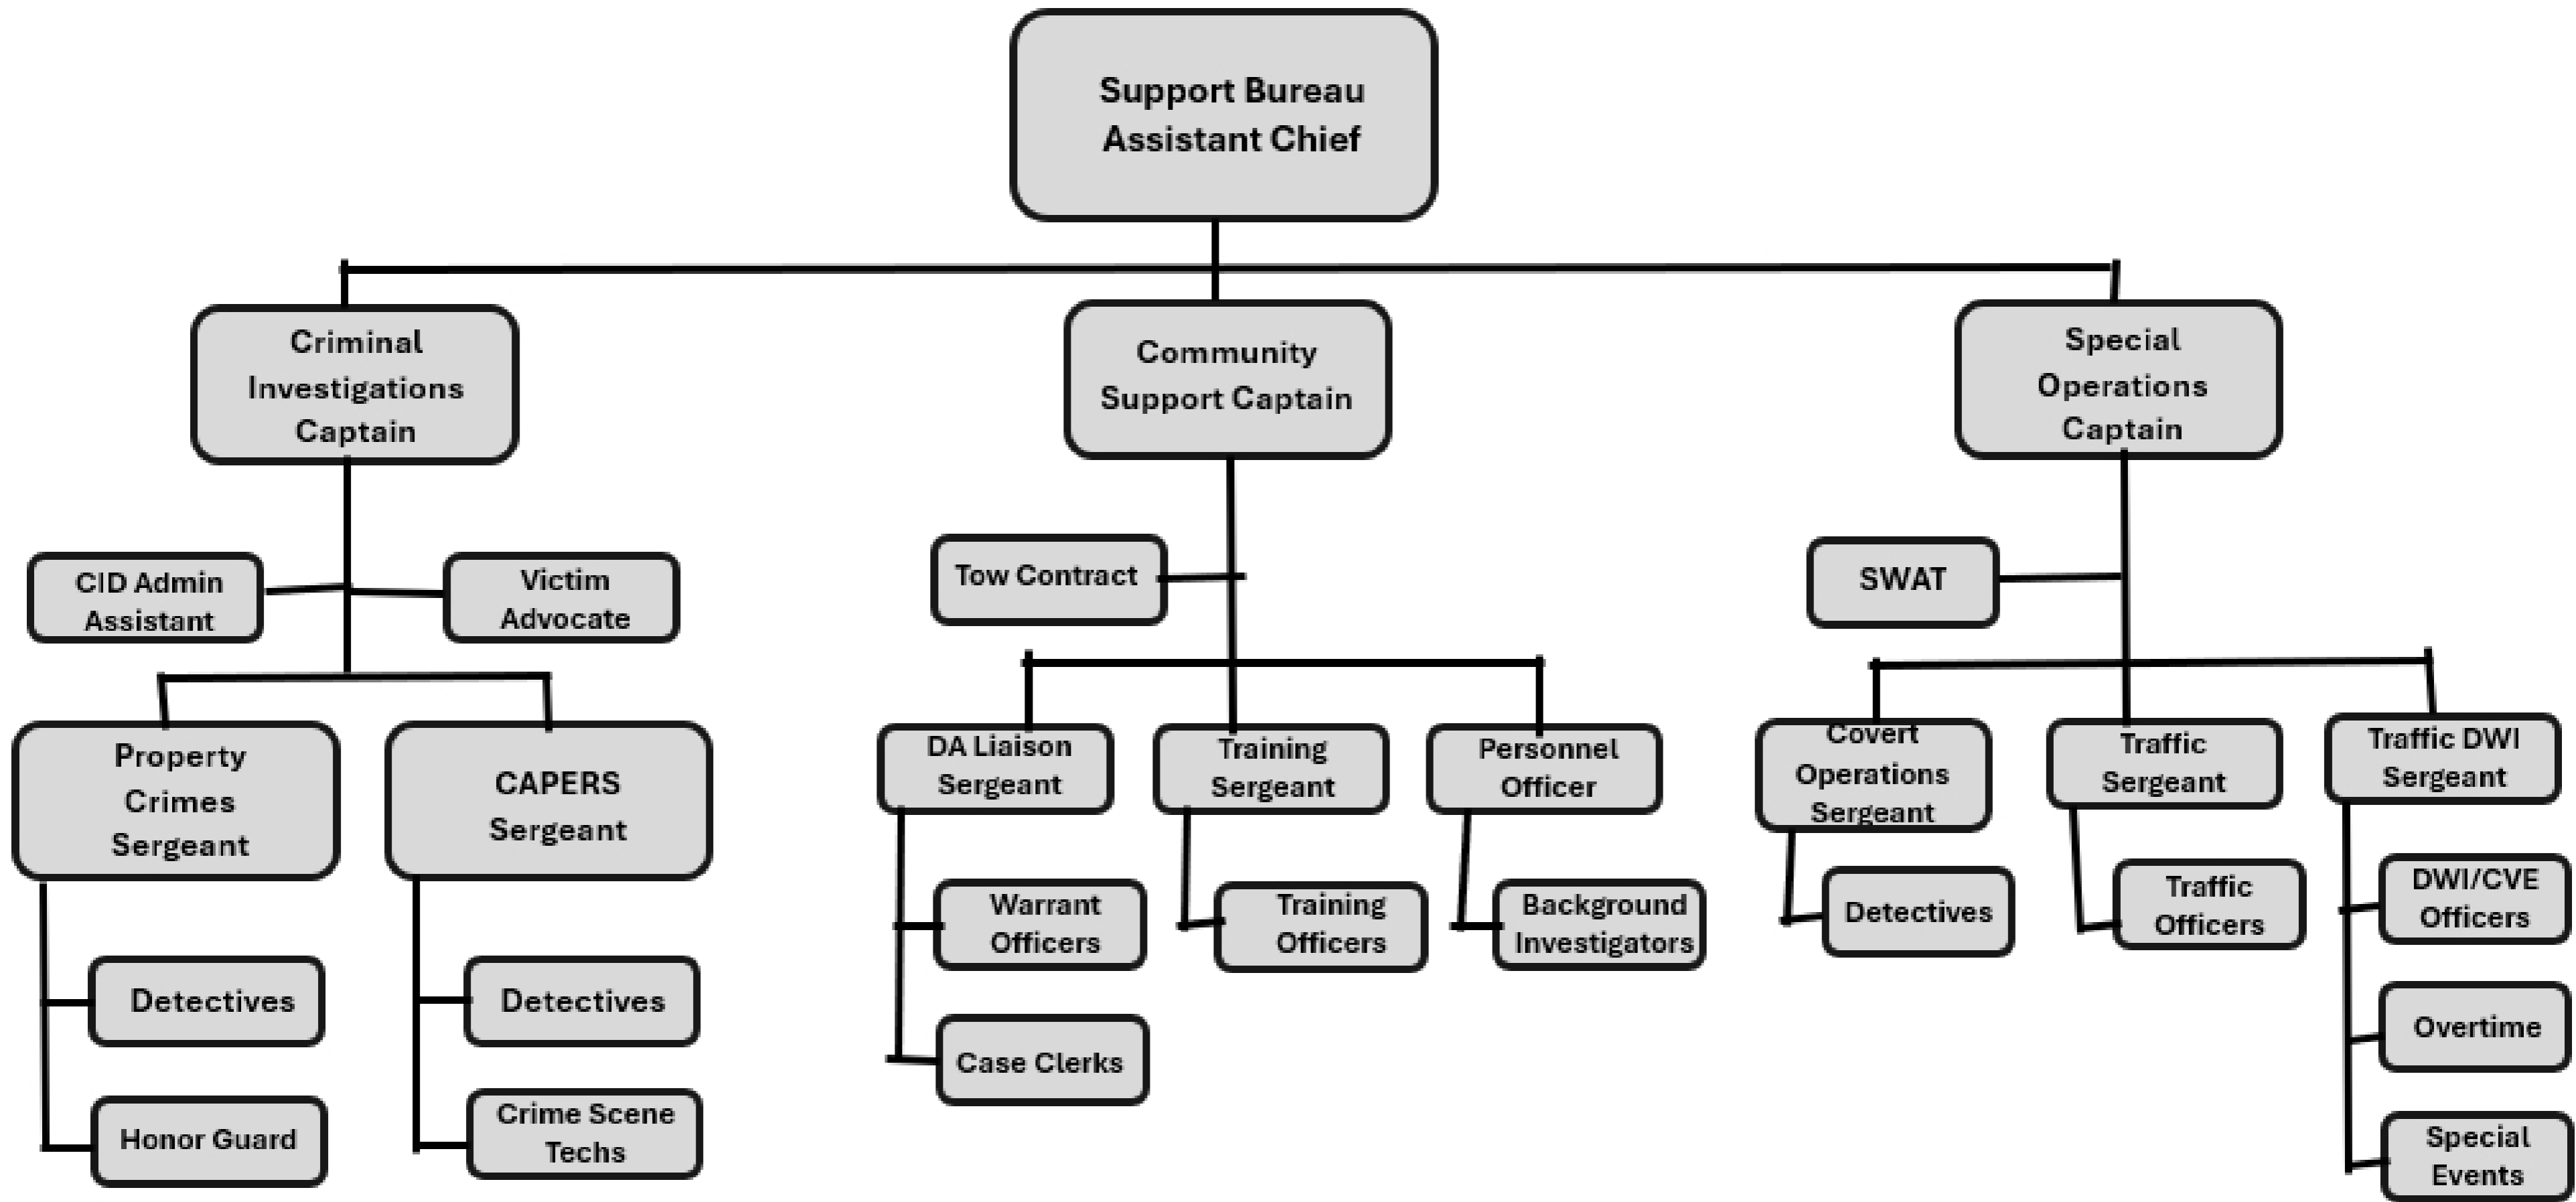 Support Bureau
Assistant Chief
Criminal
Investigations
Captain
Community
Support Captain
Special
Operations
Captain
CID Admin
Assistant
Victim
Advocate
Tow Contract
SWAT
Property
Crimes
Sergeant
CAPERS
Sergeant
DA Liaison
Sergeant
Training
Sergeant
Personnel
Officer
Covert
Operations
Sergeant
Traffic
Sergeant
Traffic DWI
Sergeant
Detectives
Honor Guard
Detectives
Crime Scene
Techs
Warrant
Officers
Case Clerks
Training
Officers
Background
Investigators
Detectives
Traffic
Officers
DWI/CVE
Officers
Overtime
Special
Events